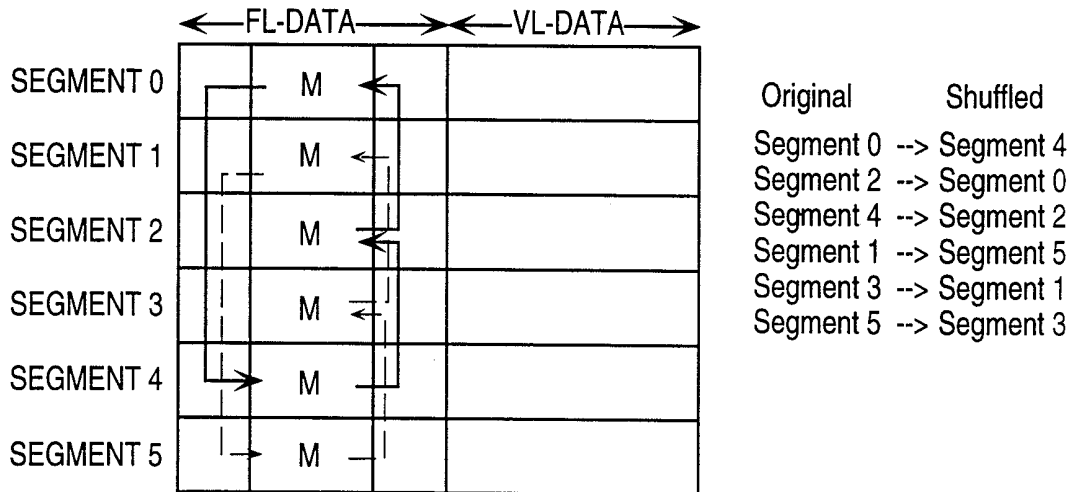 FL-DATA VL-DATA
SEGMENT 0 M
SEGMENT 1 M
SEGMENT 2 M
SEGMENT 3 M
SEGMENT 4 M
SEGMENT 5 M
Original Shuffled
Segment 0 --> Segment 4
Segment 2 --> Segment 0
Segment 4 --> Segment 2
Segment 1 --> Segment 5
Segment 3 --> Segment 1
Segment 5 --> Segment 3